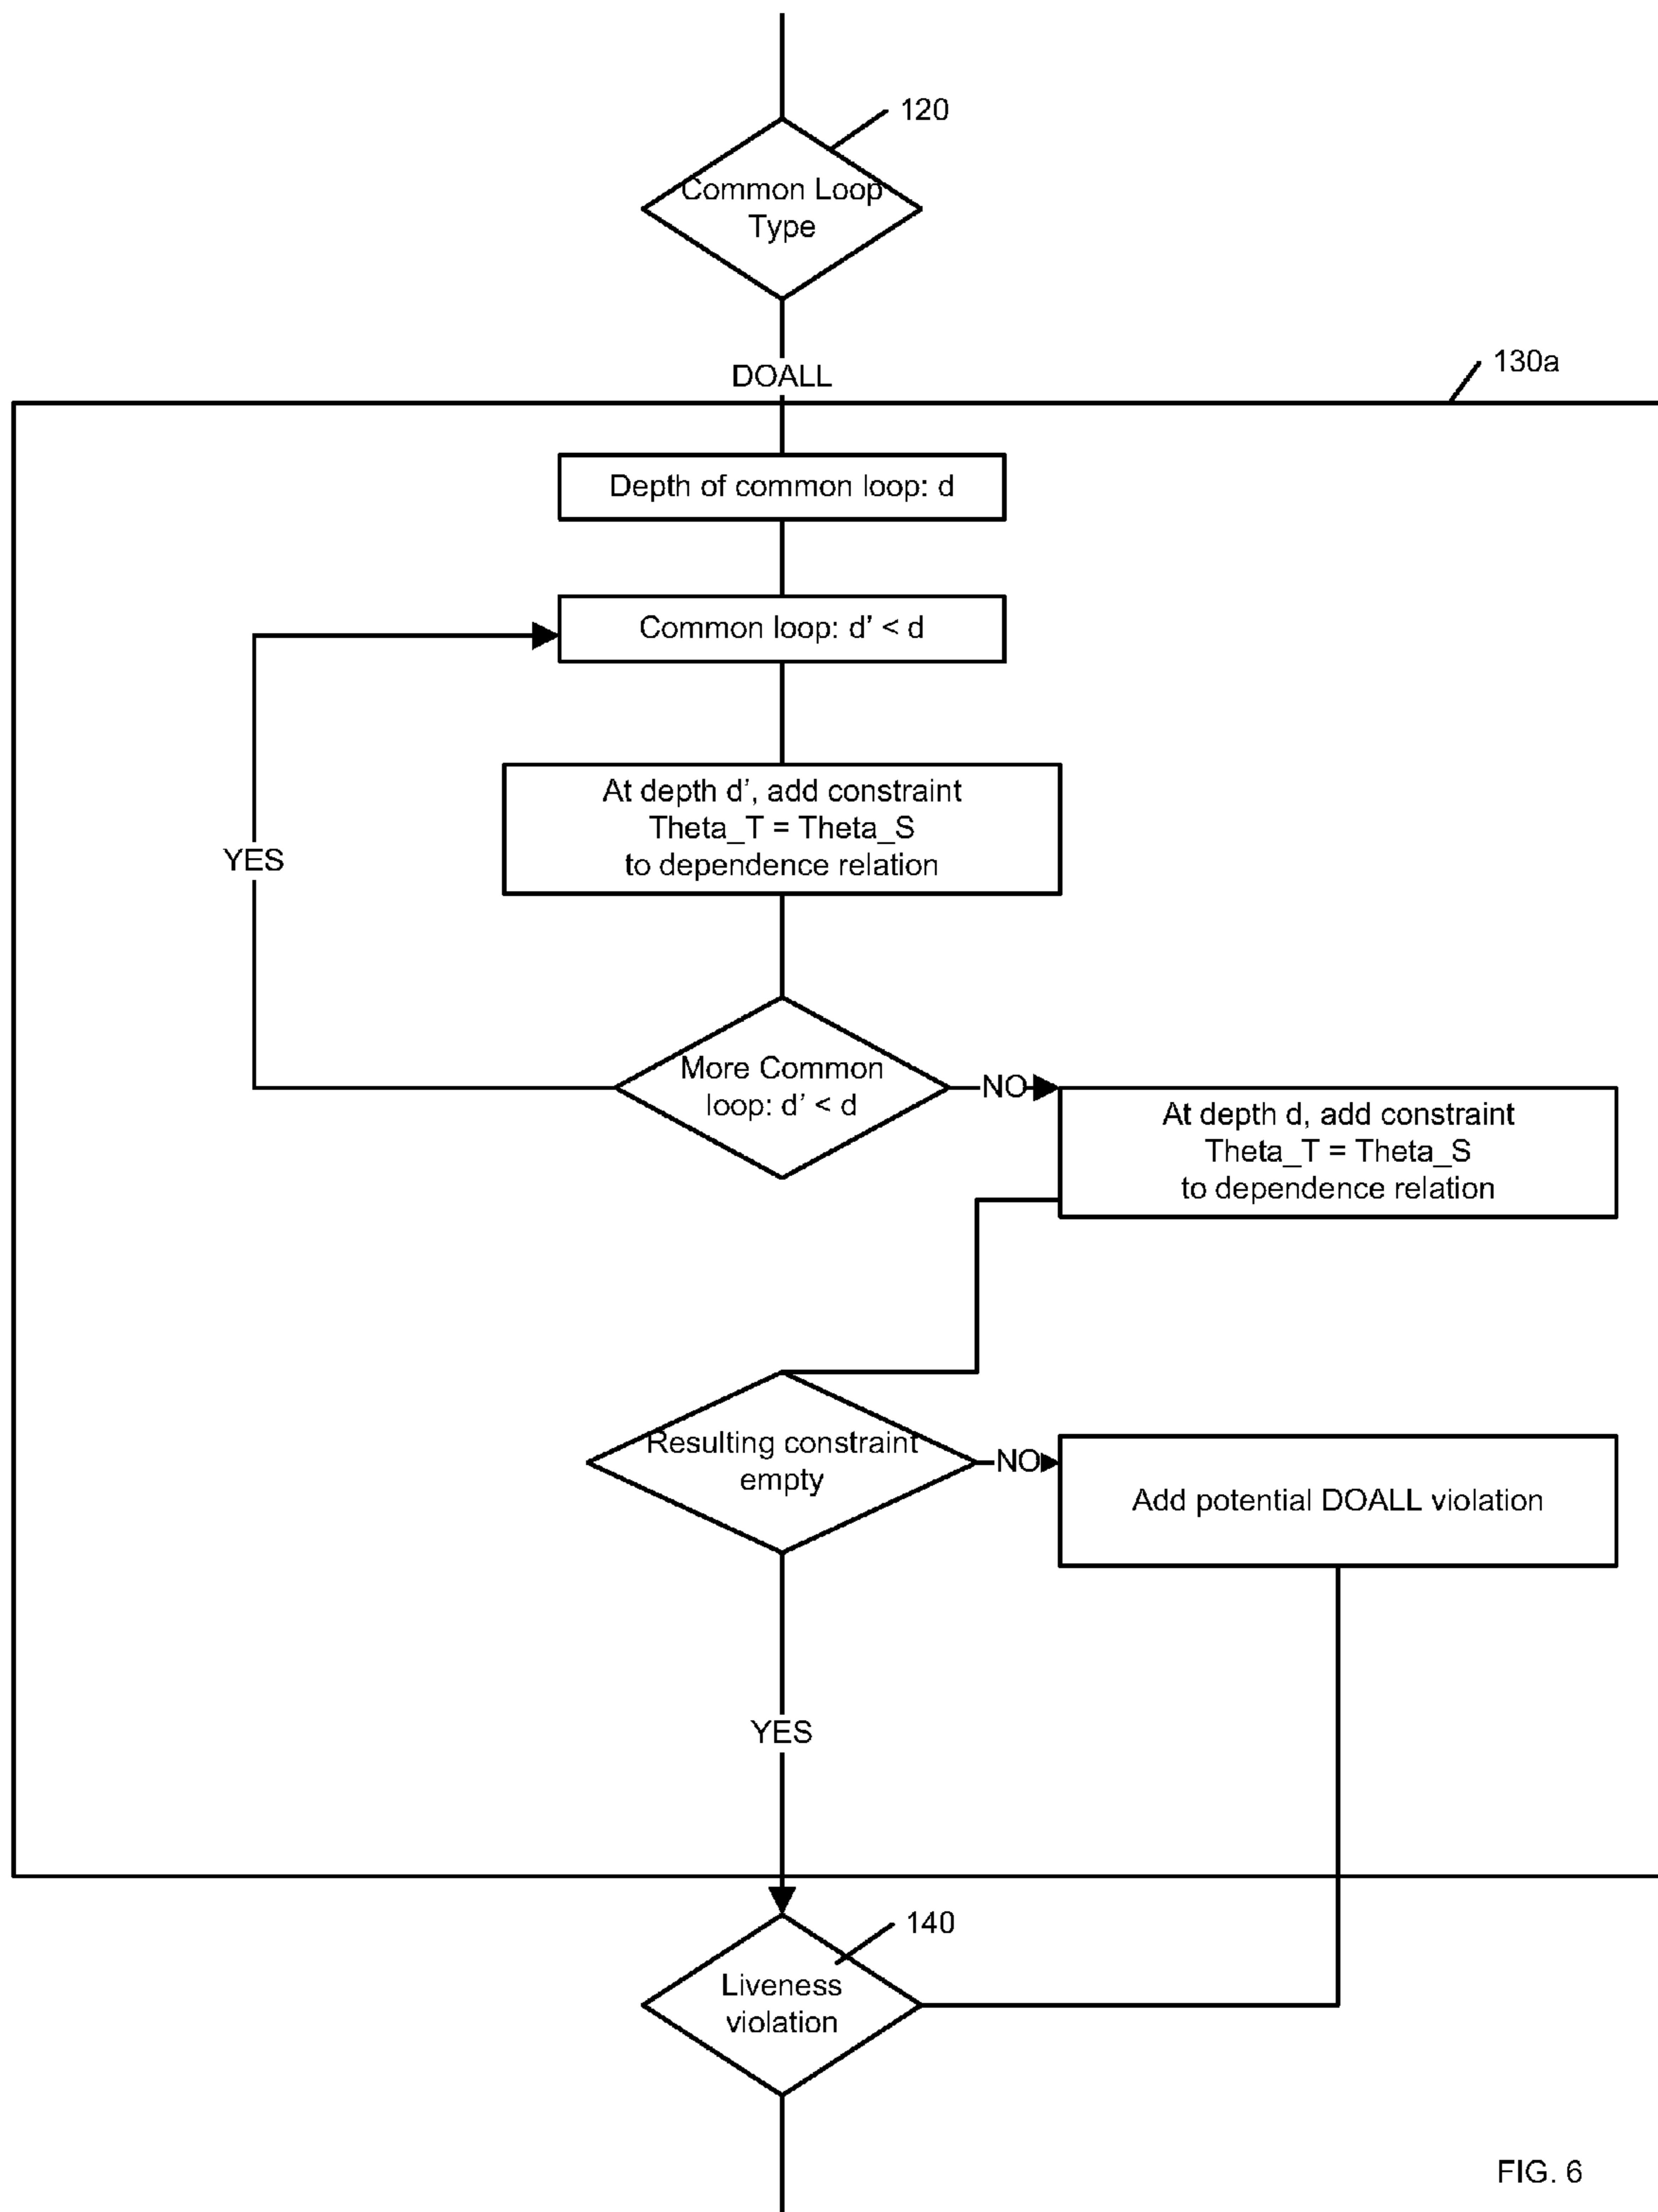 120
Common Loop
Type
DOALL
130a
Depth of common loop: d
Common loop: d' < d
At depth d', add constraint
Theta_T = Theta_S
to dependence relation
YES
More Common
loop: d' < d
NO
At depth d, add constraint
Theta_T = Theta_S
to dependence relation
Resulting constraint
empty
NO
Add potential DOALL violation
YES
140
Liveness
violation
FIG. 6